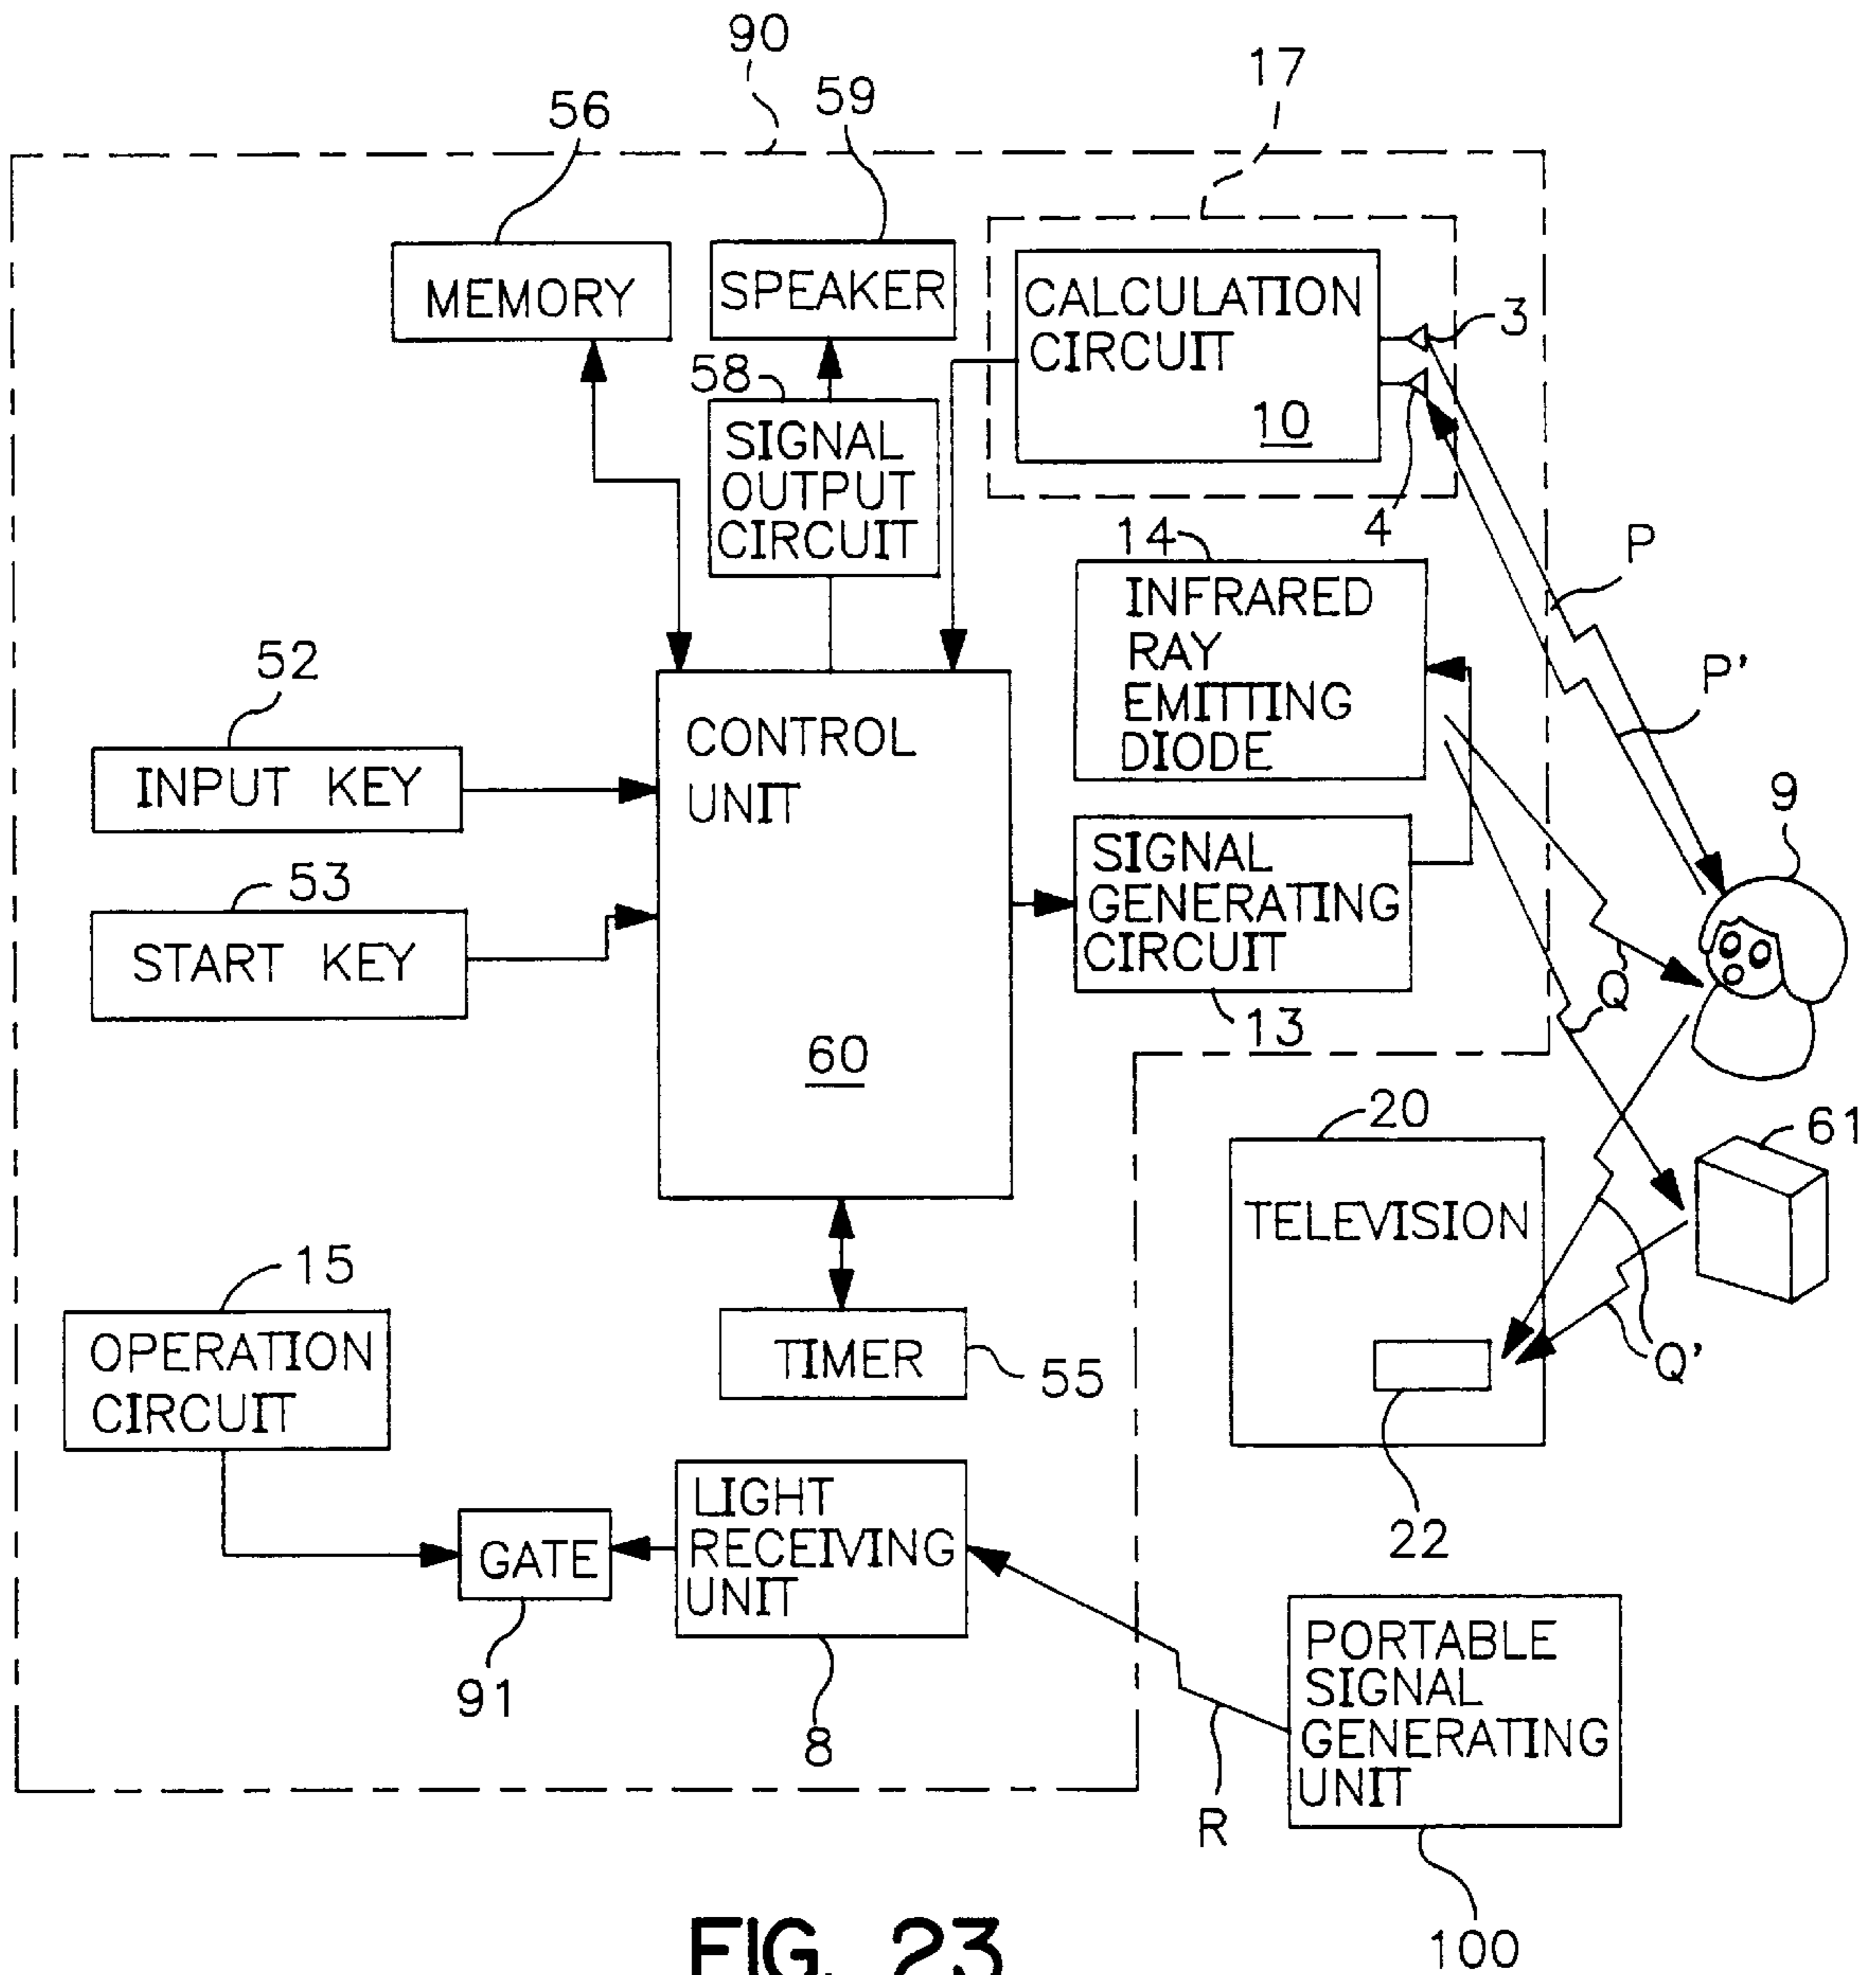 90
17
56
59
MEMORY
SPEAKER
CALCULATION
CIRCUIT
10
3
4
58
SIGNAL
OUTPUT
CIRCUIT
14
INFRARED
RAY
EMITTING
DIODE
P
P'
52
INPUT KEY
53
START KEY
CONTROL
UNIT
60
SIGNAL
GENERATING
CIRCUIT
13
9
Q
20
TELEVISION
61
15
OPERATION
CIRCUIT
TIMER
55
Q'
22
GATE
91
LIGHT
RECEIVING
UNIT
8
R
PORTABLE
SIGNAL
GENERATING
UNIT
100
FIG. 23